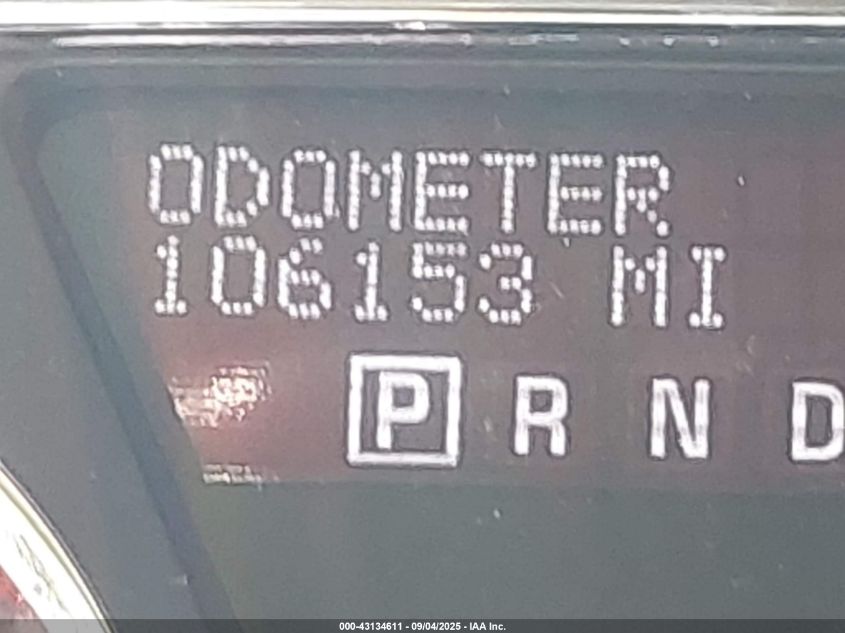 ODOMETER
106153 MI
P R N D
000-43134611 - 09/04/2025 - IAA Inc.